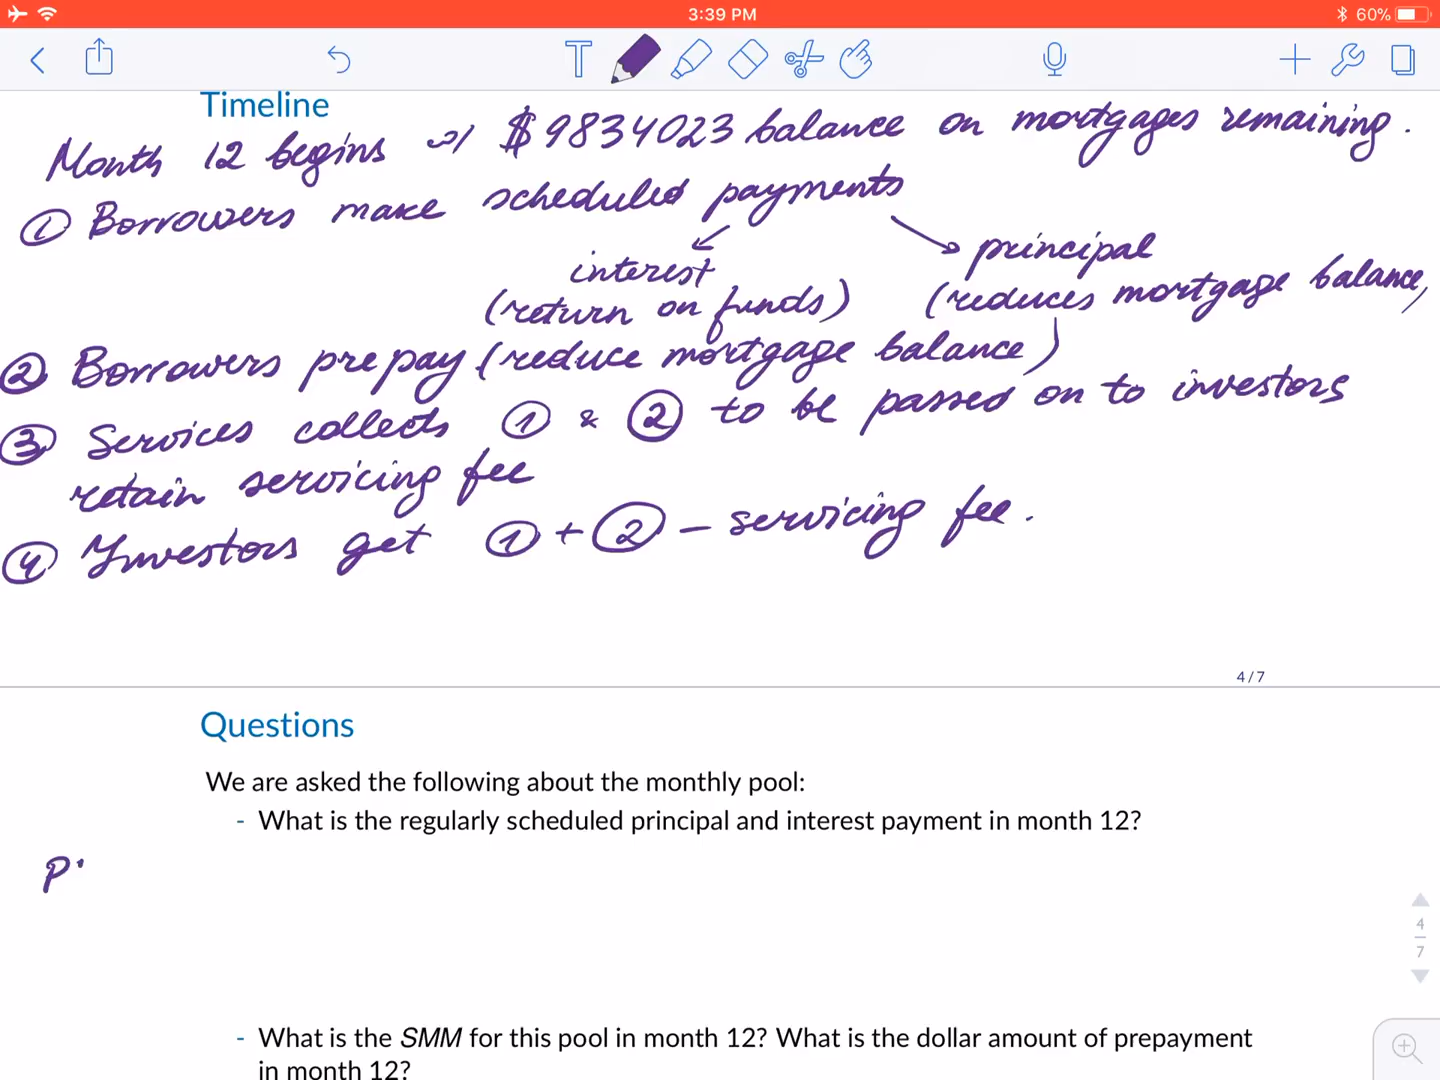 3:39 PM
60%
T
Timeline
Month 12 begins w/ $9834023 balance on mortgages remaining.
① Borrowers make scheduled payments
interest
principal
(return on funds)
(reduces mortgage balance,
② Borrowers prepay (reduce mortgage balance)
③ Services collects ① & ② to be passed on to investors
retain servicing fee
④ Investors get ① + ② - servicing fee.
4 / 7
Questions
We are asked the following about the monthly pool:
- What is the regularly scheduled principal and interest payment in month 12?
P
4
7
- What is the SMM for this pool in month 12? What is the dollar amount of prepayment
in month 12?